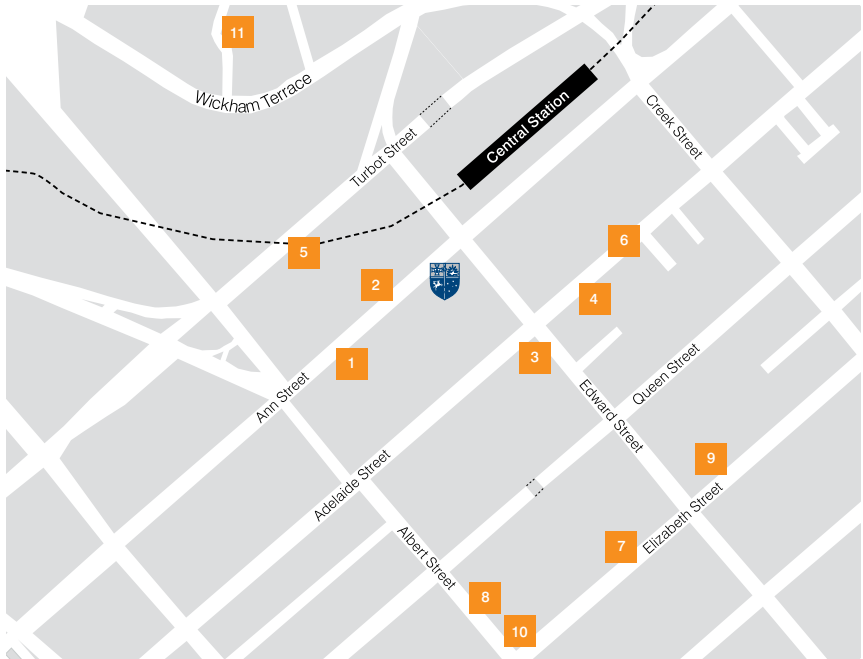 11
Wickham Terrace
Central Station
Creek Street
Turbot Street
6
5
2
4
3
1
Queen Street
Ann Street
Edward Street
9
Adelaide Street
Elizabeth Street
7
Albert Street
8
10